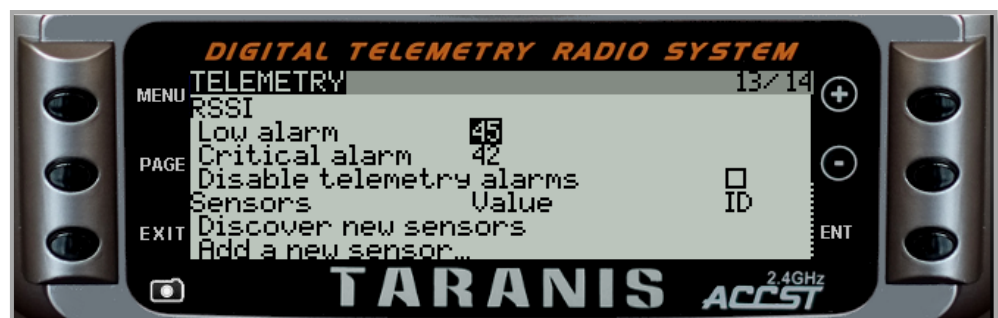 DIGITAL TELEMETRY RADIO SYSTEM
MENU
PAGE
EXIT
TELEMETRY 13/14
RSSI
Low alarm 45
Critical alarm 42
Disable telemetry alarms
Sensors Value ID
Discover new sensors
Add a new sensor...
+
-
ENT
TARANIS
2.4GHz
ACCST